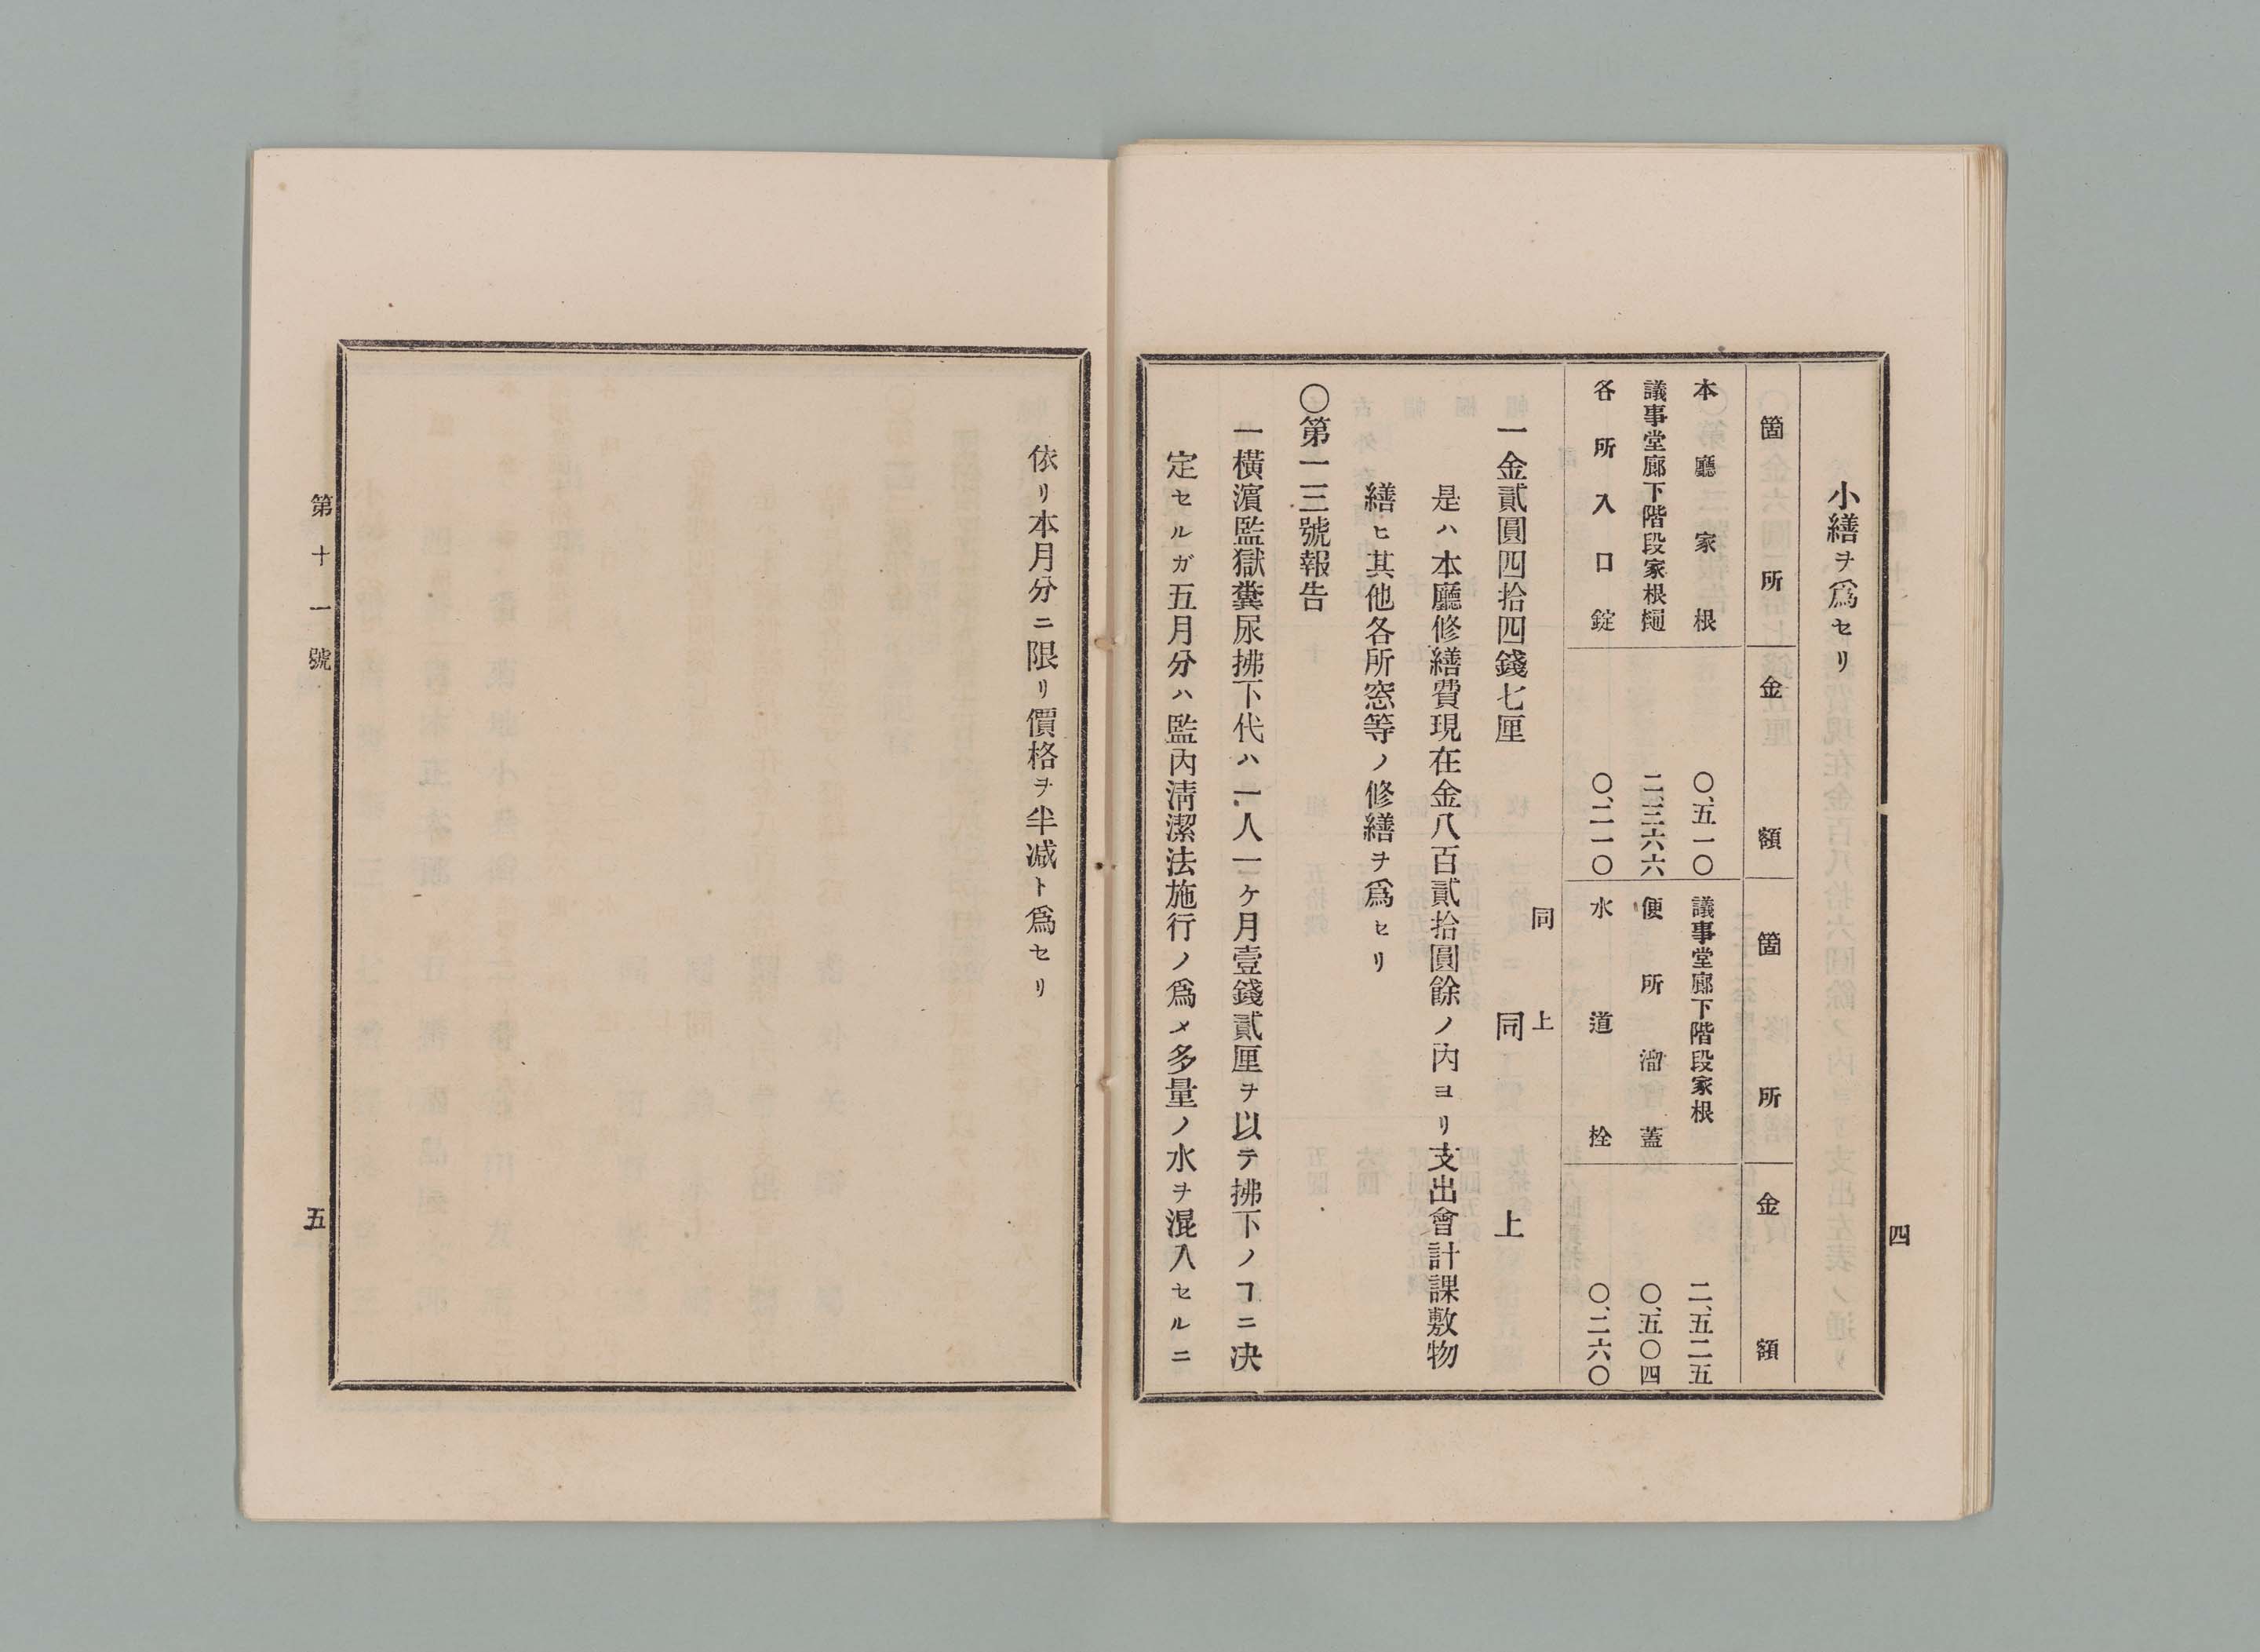 小繕ヲ爲セリ
箇所 金額 箇所 金額
本廳家根 〇、五一〇 議事堂廊下階段家根 二、五二五
議事堂廊下階段家根樋 二、三六六 便所溜蓋 〇、五〇四
各所入口錠 〇、二一〇 水道栓 〇、二六〇
同上
一金貳圓四拾四錢七厘 同上
是ハ本廳修繕費現在金八百貳拾圓餘ノ内ヨリ支出會計課敷物
繕ヒ其他各所窓等ノ修繕ヲ爲セリ
〇第一三號報告
一橫濱監獄糞尿拂下代ハ一人一ヶ月壹錢貳厘ヲ以テ拂下ノヿニ决
定セルガ五月分ハ監内淸潔法施行ノ爲メ多量ノ水ヲ混入セルニ
四
依リ本月分ニ限リ價格ヲ半减ト爲セリ
第十一號
五